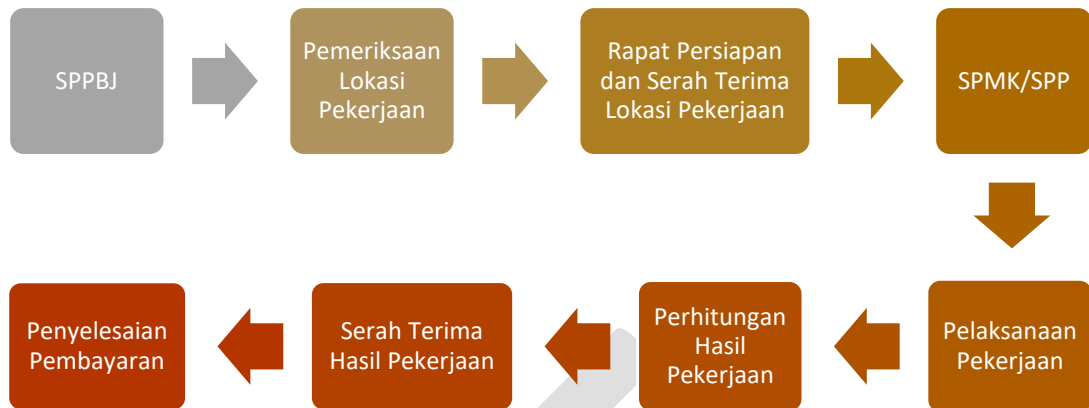 SPPBJ
Pemeriksaan
Lokasi
Pekerjaan
Rapat Persiapan
dan Serah Terima
Lokasi Pekerjaan
SPMK/SPP
Pelaksanaan
Pekerjaan
Perhitungan
Hasil
Pekerjaan
Serah Terima
Hasil Pekerjaan
Penyelesaian
Pembayaran